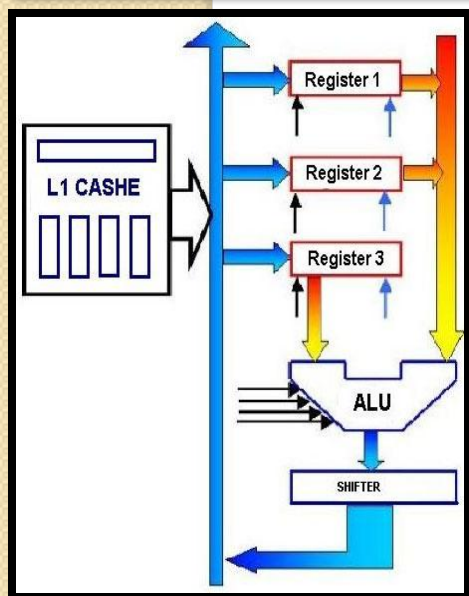 Register 1
L1 CASHE
Register 2
Register 3
ALU
SHIFTER